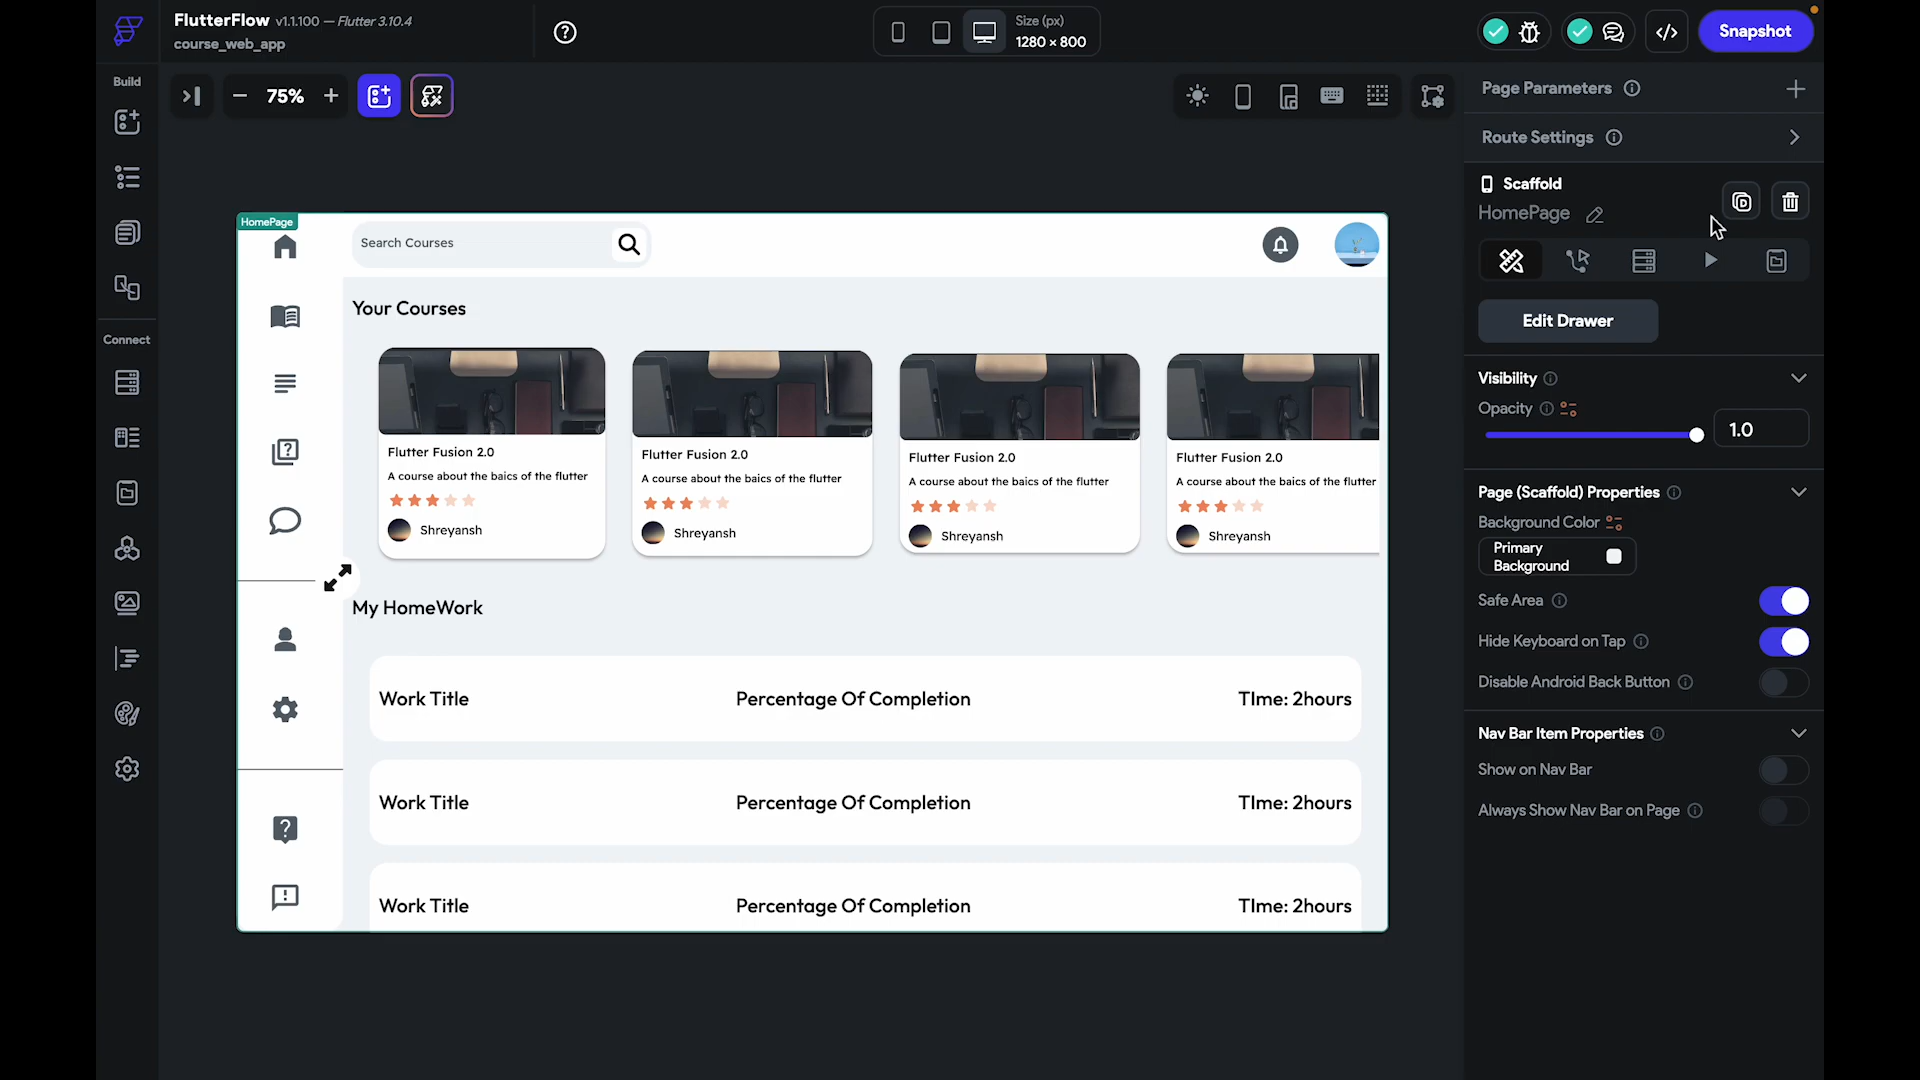 FlutterFlow v1.1.100 — Flutter 3.10.4
course_web_app
Size (px)
1280 × 800
</>
Snapshot
Build
75%
Connect
HomePage
Search Courses
Your Courses
Flutter Fusion 2.0
A course about the baics of the flutter
Shreyansh
Flutter Fusion 2.0
A course about the baics of the flutter
Shreyansh
Flutter Fusion 2.0
A course about the baics of the flutter
Shreyansh
Flutter Fusion 2.0
A course about the baics of the flutter
Shreyansh
My HomeWork
Work Title Percentage Of Completion TIme: 2hours
Work Title Percentage Of Completion TIme: 2hours
Work Title Percentage Of Completion TIme: 2hours
Page Parameters
Route Settings
Scaffold
HomePage
Edit Drawer
Visibility
Opacity
1.0
Page (Scaffold) Properties
Background Color
Primary
Background
Safe Area
Hide Keyboard on Tap
Disable Android Back Button
Nav Bar Item Properties
Show on Nav Bar
Always Show Nav Bar on Page